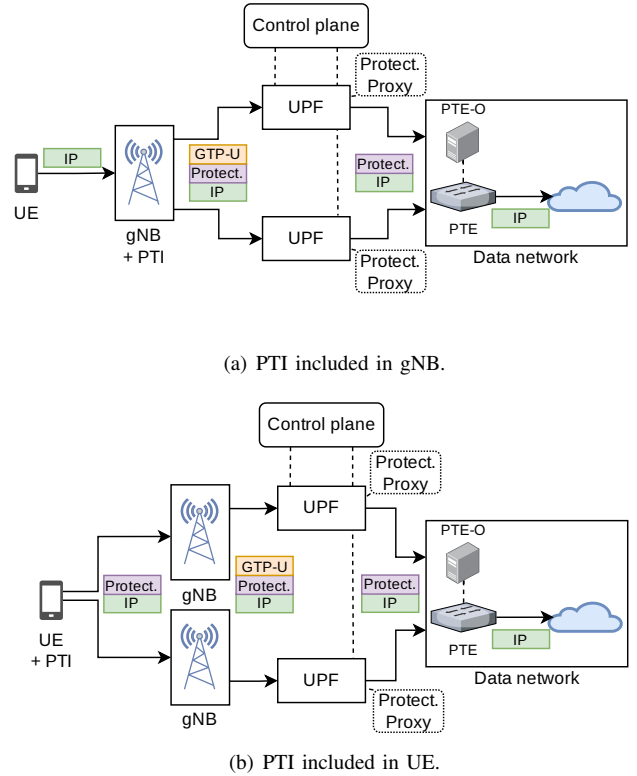 Control plane
Protect.
Proxy
UPF
PTE-O
IP
GTP-U
Protect.
IP
Protect.
IP
UE
gNB
+ PTI
IP
PTE
UPF
Data network
Protect.
Proxy
(a) PTI included in gNB.
Control plane
Protect.
Proxy
UPF
PTE-O
gNB
GTP-U
Protect.
IP
Protect.
IP
Protect.
IP
UE
+ PTI
IP
PTE
UPF
Data network
gNB
Protect.
Proxy
(b) PTI included in UE.